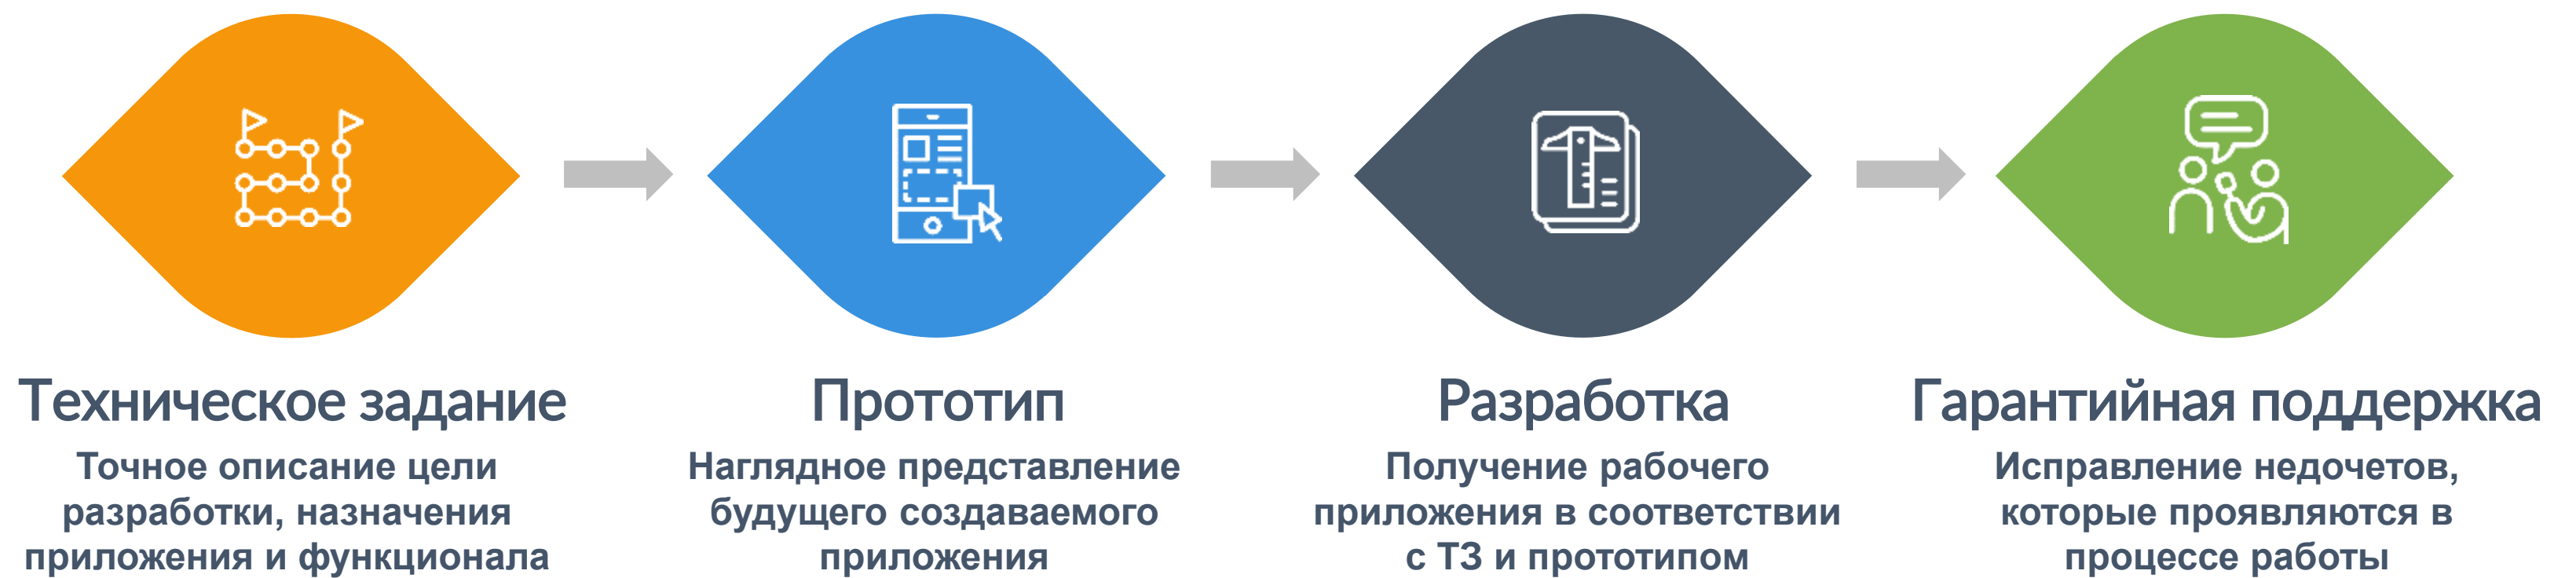 Техническое задание
Точное описание цели
разработки, назначения
приложения и функционала
Прототип
Наглядное представление
будущего создаваемого
приложения
Разработка
Получение рабочего
приложения в соответствии
с ТЗ и прототипом
Гарантийная поддержка
Исправление недочетов,
которые проявляются в
процессе работы